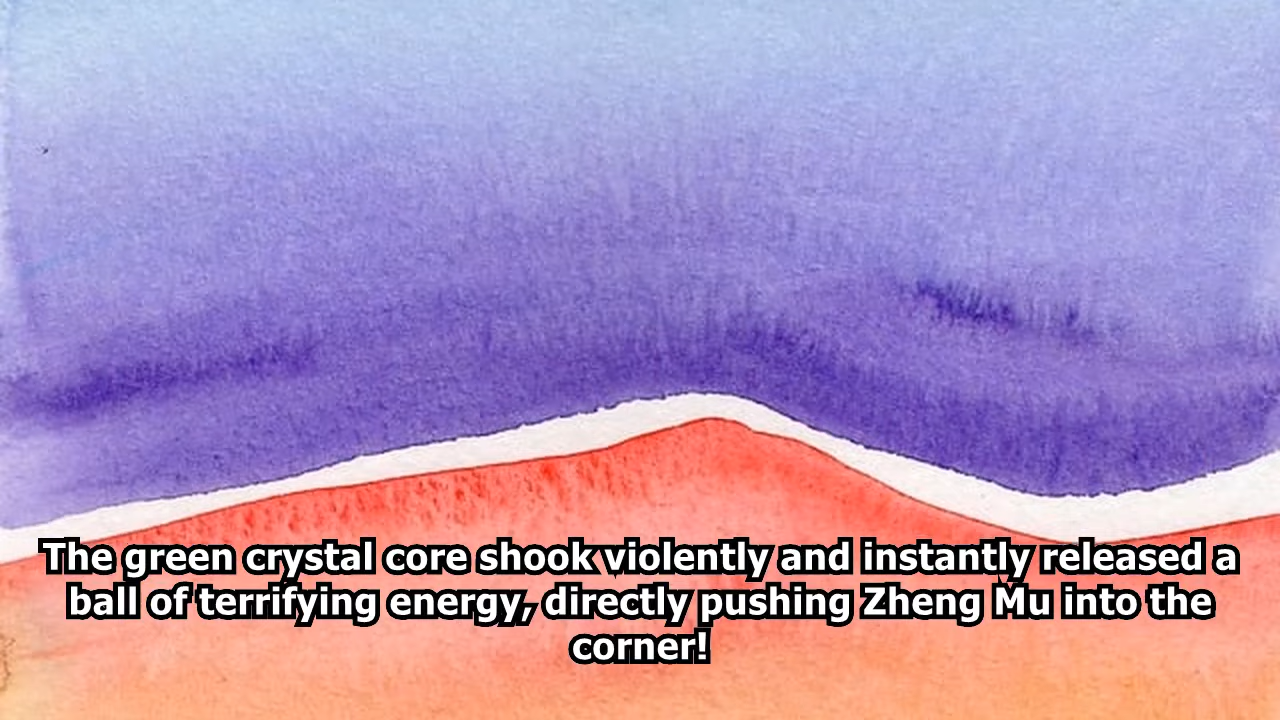 The green crystal core shook violently and instantly released a
ball of terrifying energy, directly pushing Zheng Mu into the
corner!